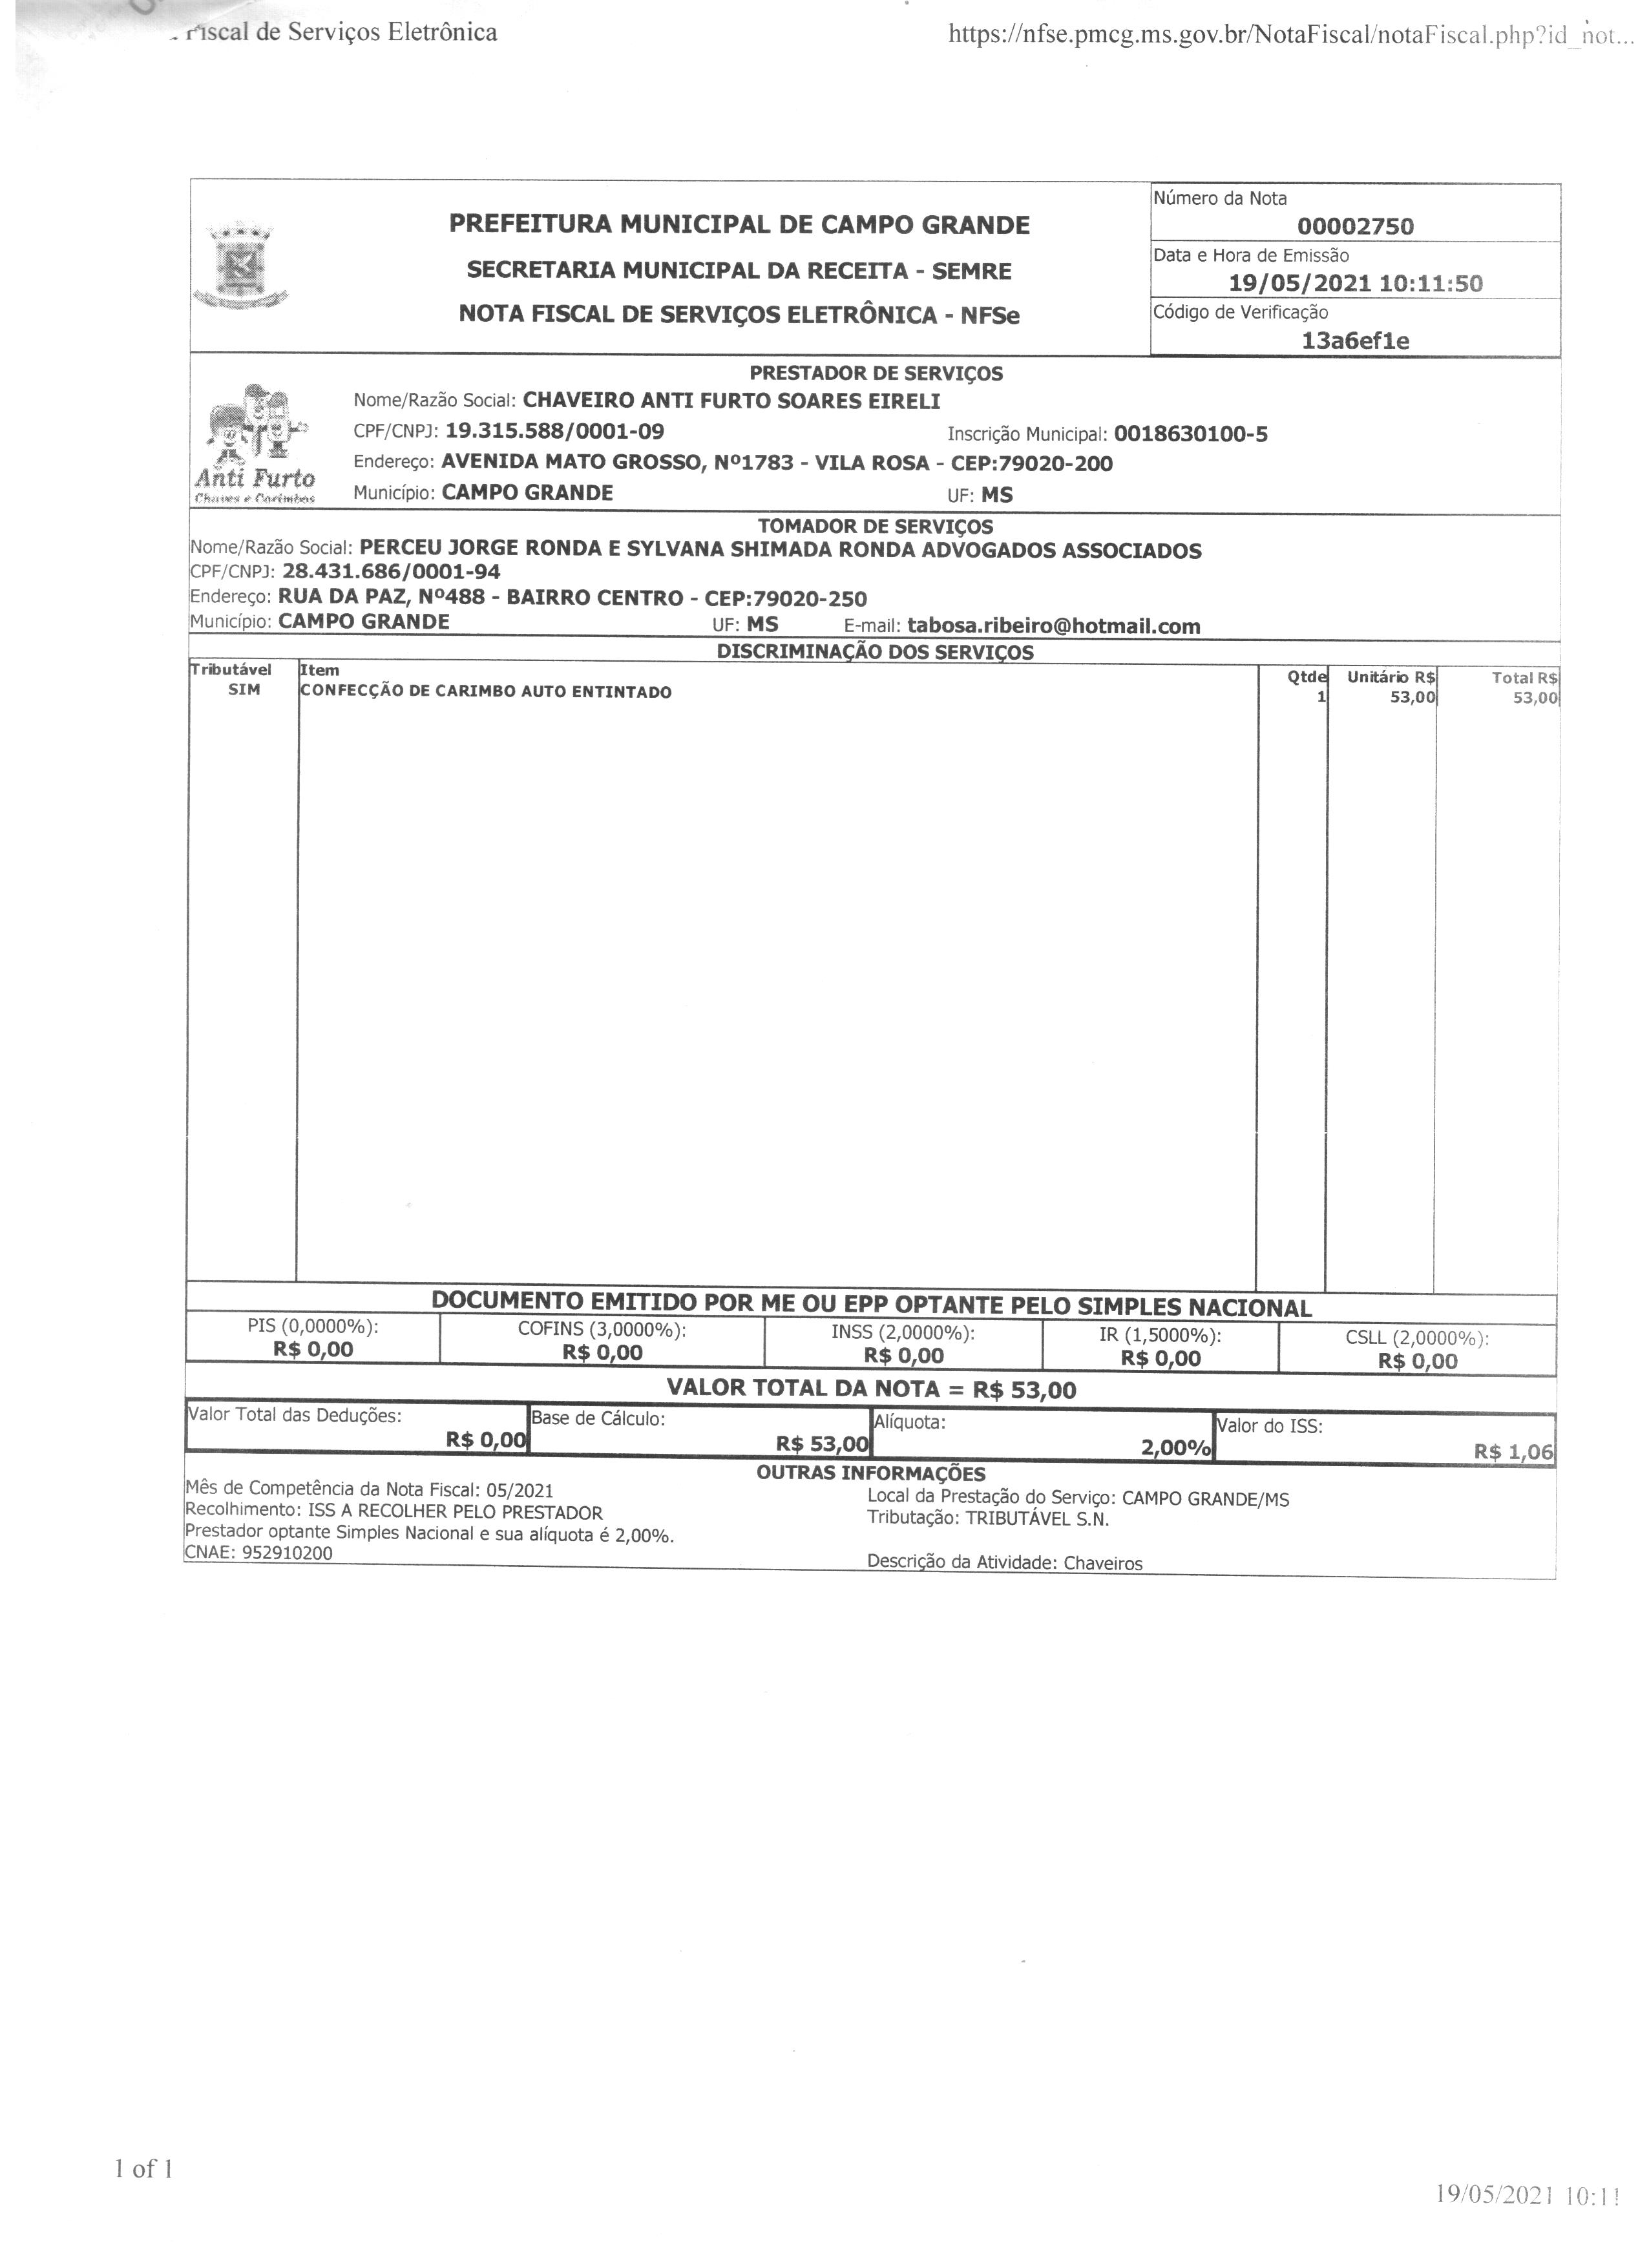 Fiscal de Serviços Eletrônica
https://nfse.pmcg.ms.gov.br/NotaFiscal/notaFiscal.php?id_not...
PREFEITURA MUNICIPAL DE CAMPO GRANDE
SECRETARIA MUNICIPAL DA RECEITA - SEMRE
NOTA FISCAL DE SERVIÇOS ELETRÔNICA - NFSe
Número da Nota
00002750
Data e Hora de Emissão
19/05/2021 10:11:50
Código de Verificação
13a6ef1e
PRESTADOR DE SERVIÇOS
Anti Furto
Chaves e Carimbos
Nome/Razão Social: CHAVEIRO ANTI FURTO SOARES EIRELI
CPF/CNPJ: 19.315.588/0001-09 Inscrição Municipal: 0018630100-5
Endereço: AVENIDA MATO GROSSO, Nº1783 - VILA ROSA - CEP:79020-200
Município: CAMPO GRANDE UF: MS
TOMADOR DE SERVIÇOS
Nome/Razão Social: PERCEU JORGE RONDA E SYLVANA SHIMADA RONDA ADVOGADOS ASSOCIADOS
CPF/CNPJ: 28.431.686/0001-94
Endereço: RUA DA PAZ, Nº488 - BAIRRO CENTRO - CEP:79020-250
Município: CAMPO GRANDE UF: MS E-mail: tabosa.ribeiro@hotmail.com
DISCRIMINAÇÃO DOS SERVIÇOS
Tributável Item Qtde Unitário R$ Total R$
SIM CONFECÇÃO DE CARIMBO AUTO ENTINTADO 1 53,00 53,00
DOCUMENTO EMITIDO POR ME OU EPP OPTANTE PELO SIMPLES NACIONAL
PIS (0,0000%): COFINS (3,0000%): INSS (2,0000%): IR (1,5000%): CSLL (2,0000%):
R$ 0,00 R$ 0,00 R$ 0,00 R$ 0,00 R$ 0,00
VALOR TOTAL DA NOTA = R$ 53,00
Valor Total das Deduções: Base de Cálculo: Alíquota: Valor do ISS:
R$ 0,00 R$ 53,00 2,00% R$ 1,06
OUTRAS INFORMAÇÕES
Mês de Competência da Nota Fiscal: 05/2021 Local da Prestação do Serviço: CAMPO GRANDE/MS
Recolhimento: ISS A RECOLHER PELO PRESTADOR Tributação: TRIBUTÁVEL S.N.
Prestador optante Simples Nacional e sua alíquota é 2,00%.
CNAE: 952910200 Descrição da Atividade: Chaveiros
1 of 1
19/05/2021 10:11